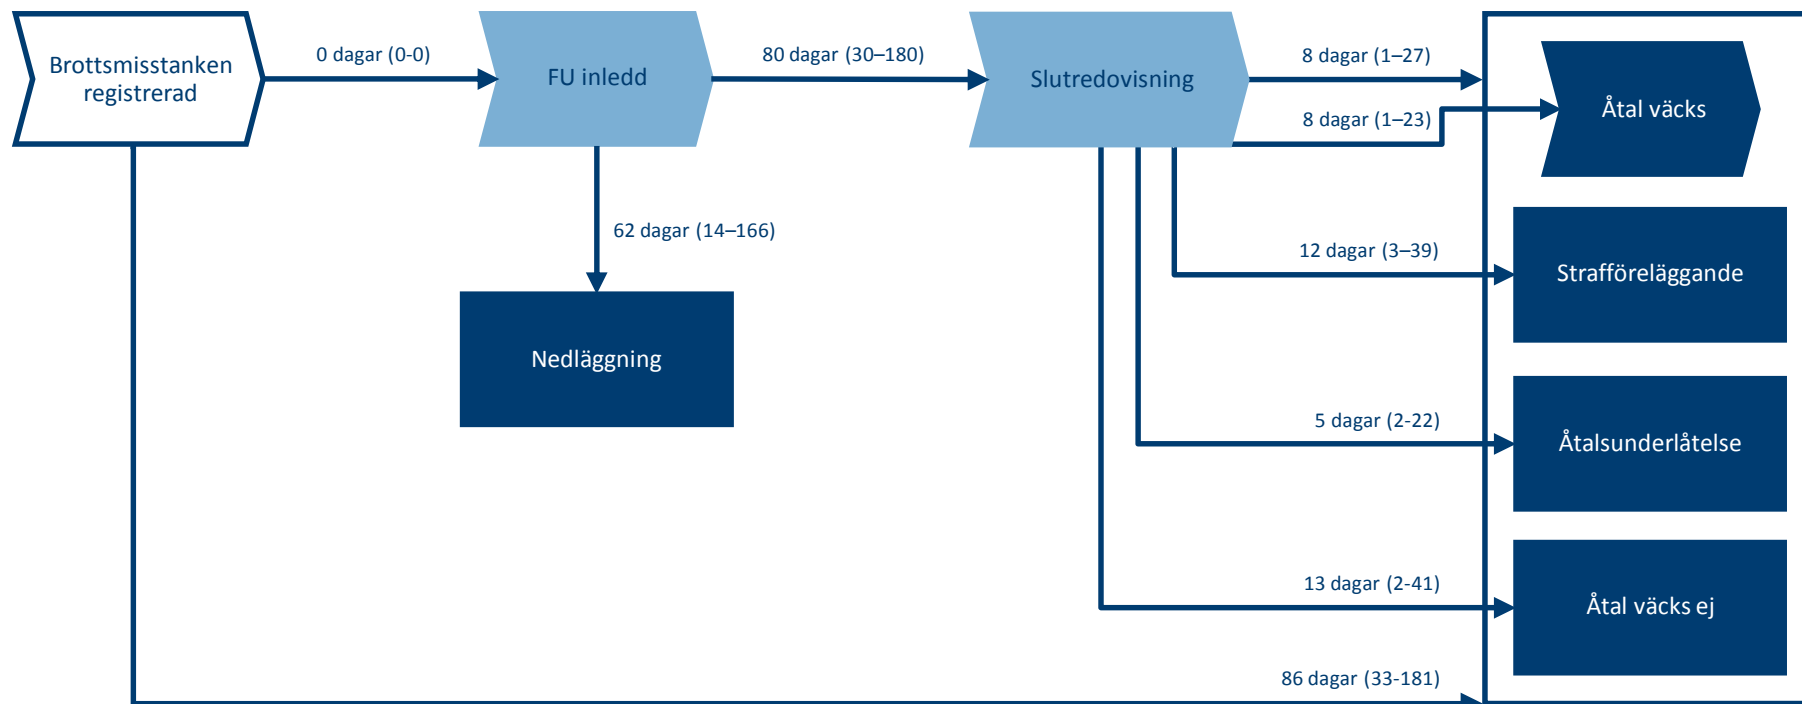 Brottsmisstanken
registrerad
0 dagar (0-0)
FU inledd
80 dagar (30–180)
Slutredovisning
8 dagar (1–27)
8 dagar (1–23)
Åtal väcks
62 dagar (14–166)
Nedläggning
12 dagar (3–39)
Strafföreläggande
5 dagar (2-22)
Åtalsunderlåtelse
13 dagar (2-41)
Åtal väcks ej
86 dagar (33-181)